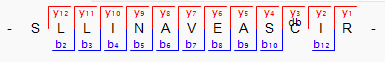 y12 y11 y10 y9 y8 y7 y6 y5 y4 y3 y2 y1
db
- S L L I N A V E A S C I R -
b2 b3 b4 b5 b6 b7 b8 b9 b10 b12